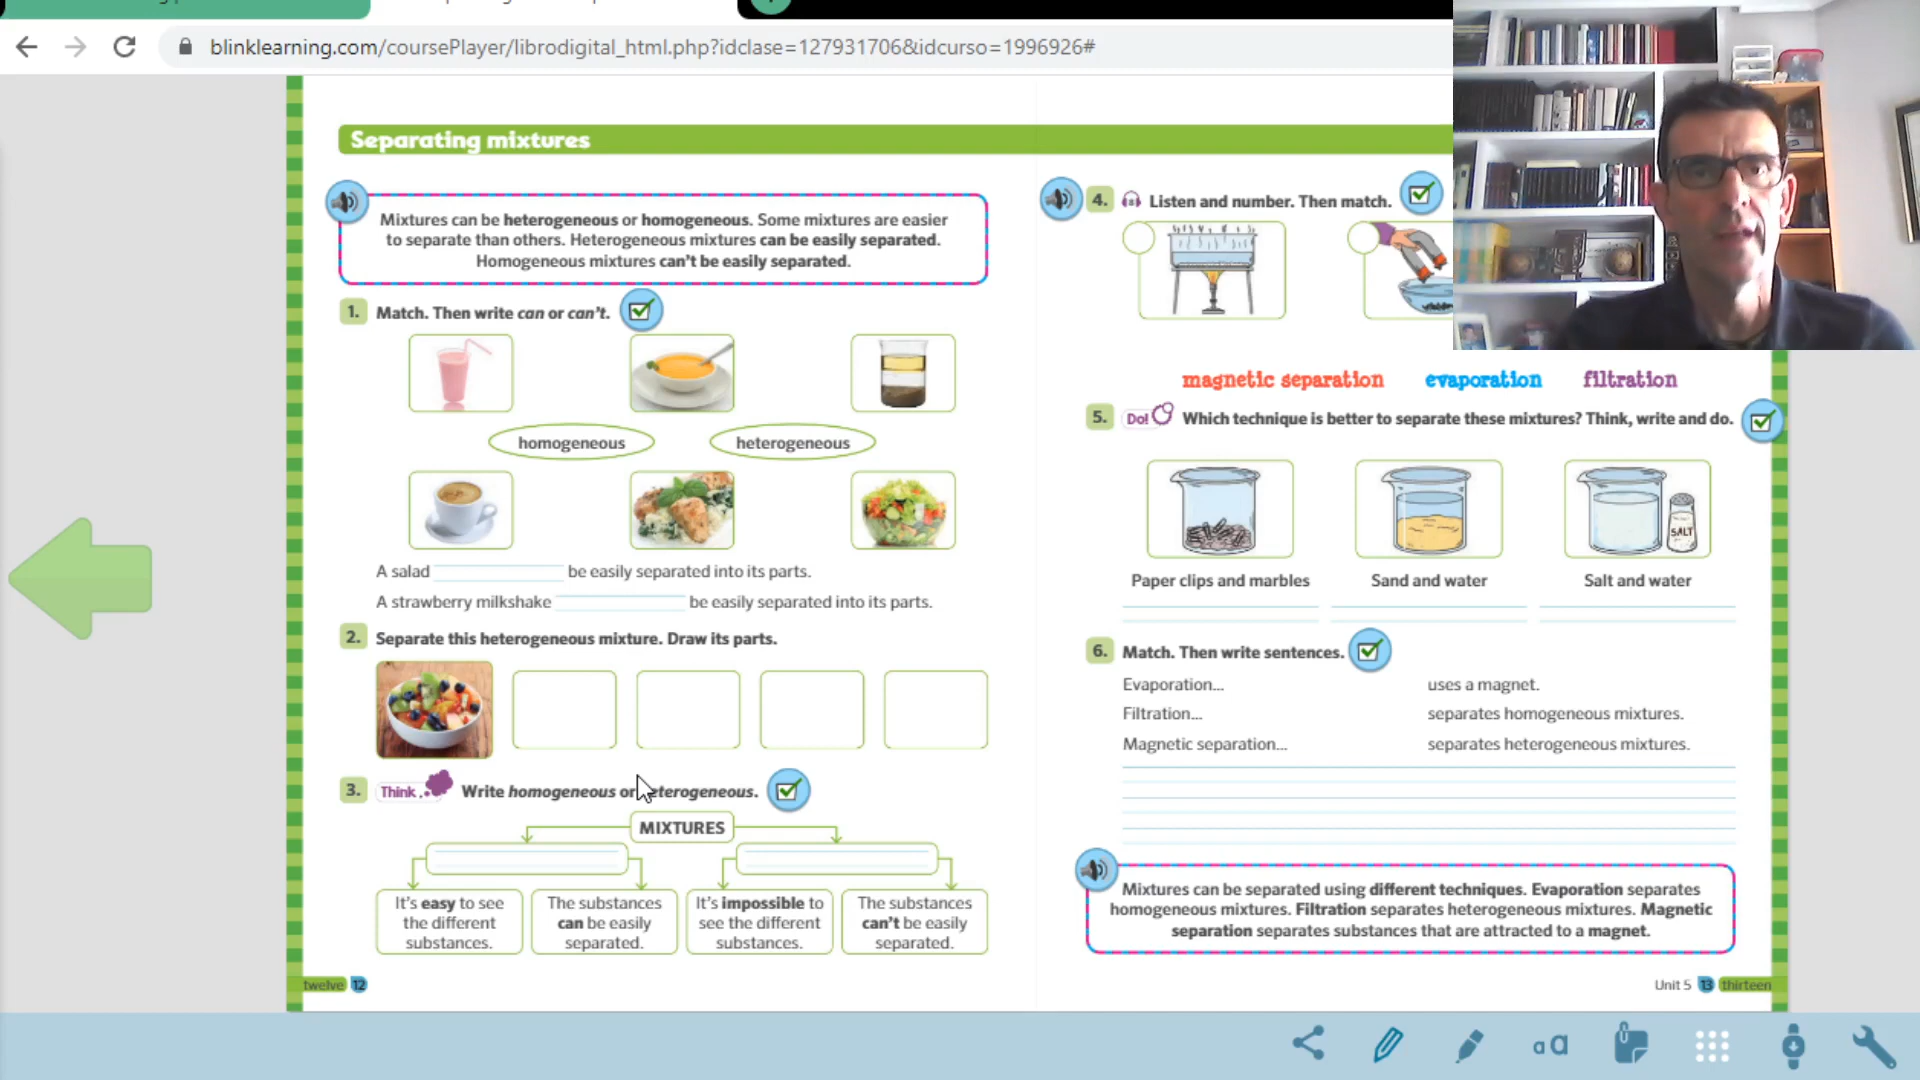 blinklearning.com/coursePlayer/librodigital_html.php?idclase=127931706&idcurso=1996926#
Separating mixtures
Mixtures can be heterogeneous or homogeneous. Some mixtures are easier
to separate than others. Heterogeneous mixtures can be easily separated.
Homogeneous mixtures can't be easily separated.
1. Match. Then write can or can't.
homogeneous
heterogeneous
A salad be easily separated into its parts.
A strawberry milkshake be easily separated into its parts.
2. Separate this heterogeneous mixture. Draw its parts.
3. Think Write homogeneous or heterogeneous.
MIXTURES
It's easy to see
the different
substances.
The substances
can be easily
separated.
It's impossible to
see the different
substances.
The substances
can't be easily
separated.
twelve 12
4. Listen and number. Then match.
magnetic separation evaporation filtration
5. Do! Which technique is better to separate these mixtures? Think, write and do.
SALT
Paper clips and marbles
Sand and water
Salt and water
6. Match. Then write sentences.
Evaporation... uses a magnet.
Filtration... separates homogeneous mixtures.
Magnetic separation... separates heterogeneous mixtures.
Mixtures can be separated using different techniques. Evaporation separates
homogeneous mixtures. Filtration separates heterogeneous mixtures. Magnetic
separation separates substances that are attracted to a magnet.
Unit 5 13 thirteen
a a